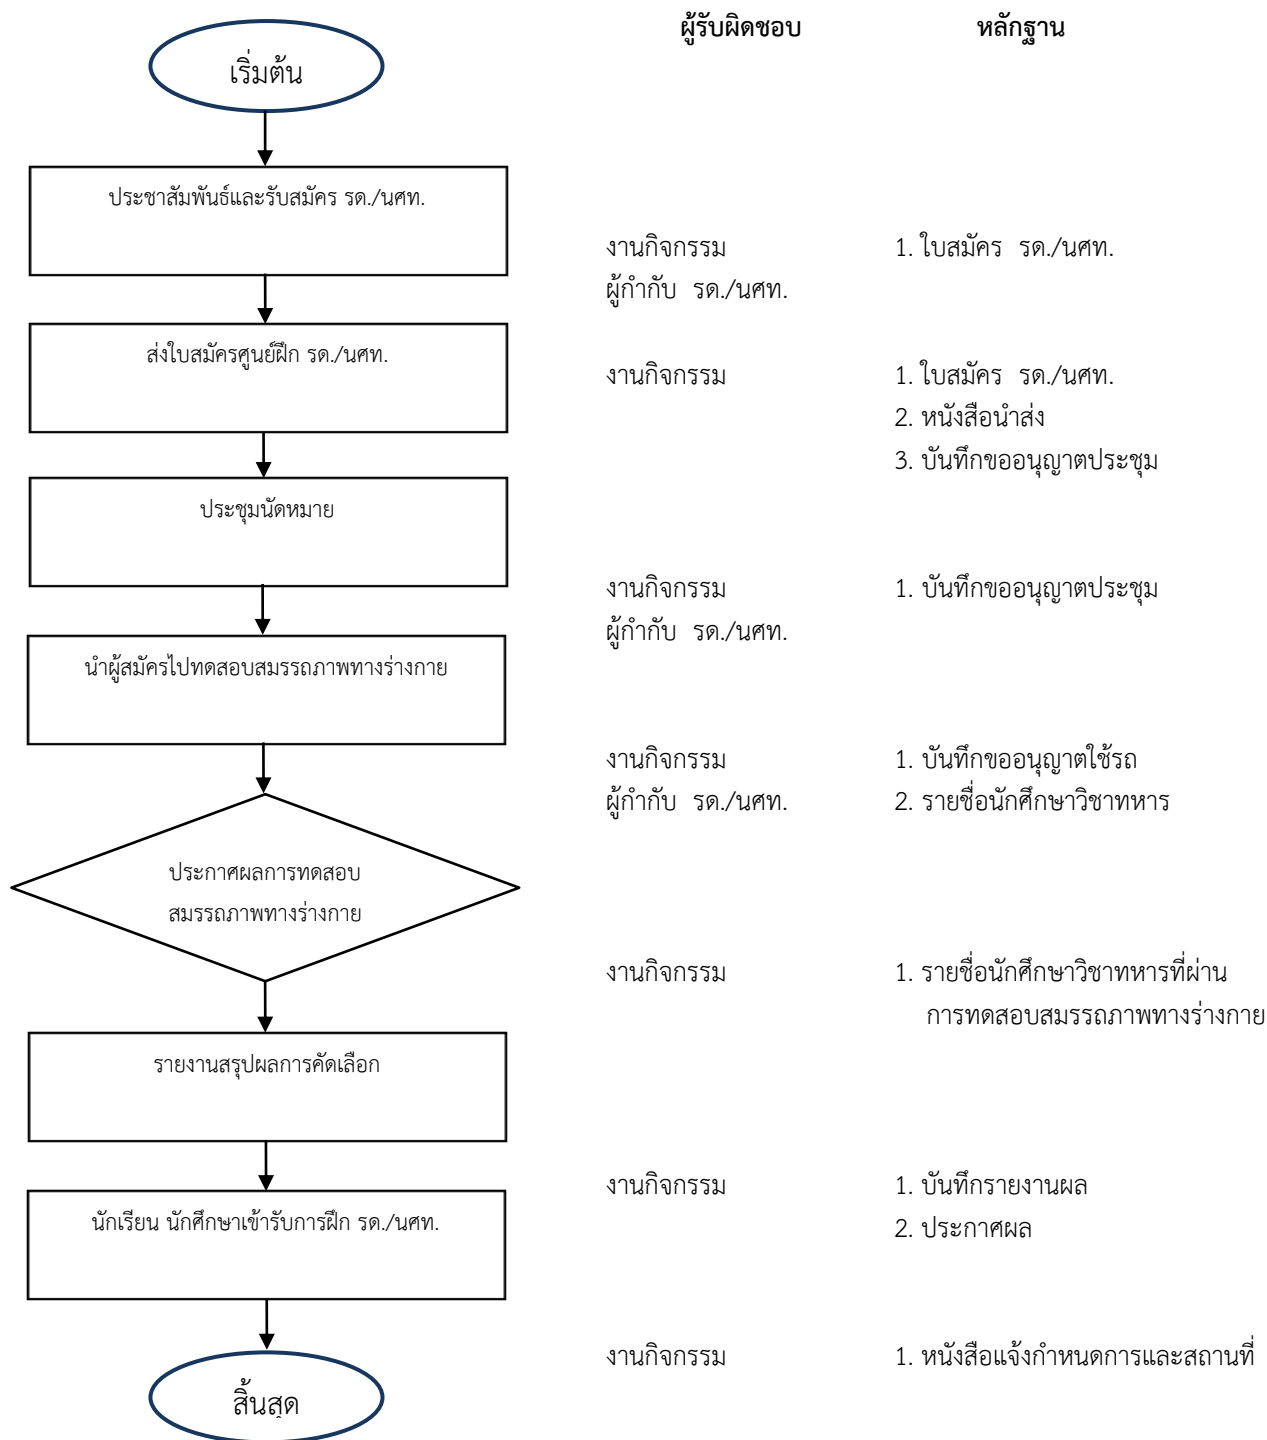 ผู้รับผิดชอบ หลักฐาน
เริ่มต้น
ประชาสัมพันธ์และรับสมัคร รด./นศท.
งานกิจกรรม 1. ใบสมัคร รด./นศท.
ผู้กำกับ รด./นศท.
ส่งใบสมัครศูนย์ฝึก รด./นศท.
งานกิจกรรม 1. ใบสมัคร รด./นศท.
2. หนังสือนำส่ง
3. บันทึกขออนุญาตประชุม
ประชุมนัดหมาย
งานกิจกรรม 1. บันทึกขออนุญาตประชุม
ผู้กำกับ รด./นศท.
นำผู้สมัครไปทดสอบสมรรถภาพทางร่างกาย
งานกิจกรรม 1. บันทึกขออนุญาตใช้รถ
ผู้กำกับ รด./นศท. 2. รายชื่อนักศึกษาวิชาทหาร
ประกาศผลการทดสอบ
สมรรถภาพทางร่างกาย
งานกิจกรรม 1. รายชื่อนักศึกษาวิชาทหารที่ผ่าน
การทดสอบสมรรถภาพทางร่างกาย
รายงานสรุปผลการคัดเลือก
งานกิจกรรม 1. บันทึกรายงานผล
นักเรียน นักศึกษาเข้ารับการฝึก รด./นศท.
2. ประกาศผล
งานกิจกรรม 1. หนังสือแจ้งกำหนดการและสถานที่
สิ้นสุด